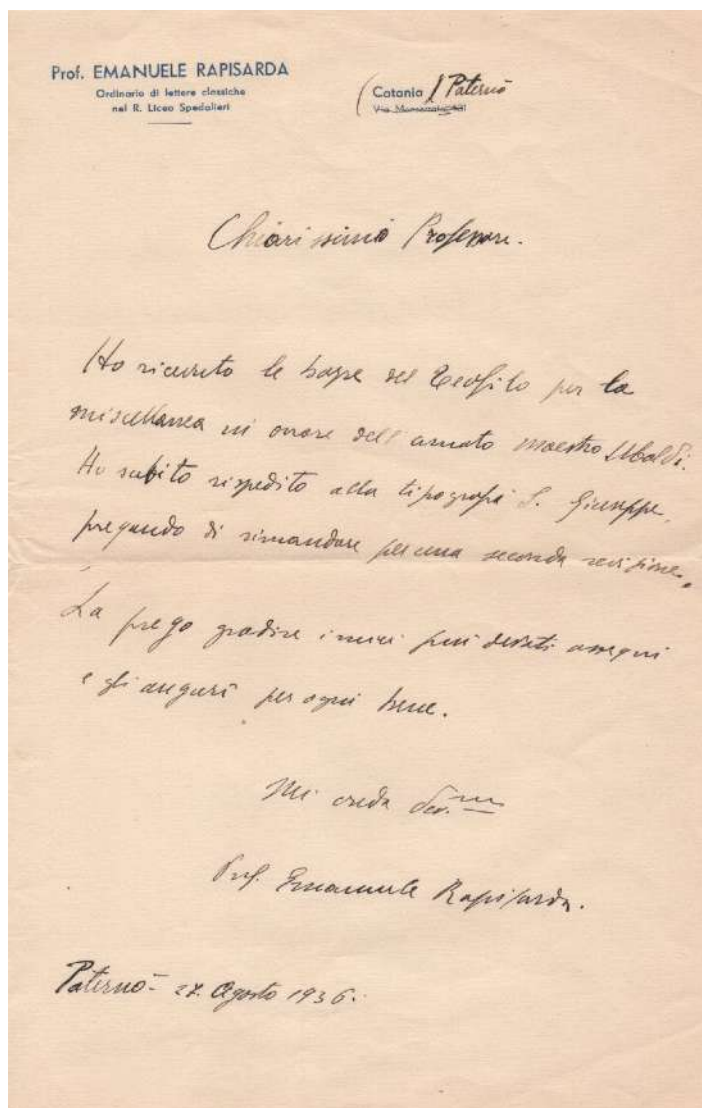 Prof. EMANUELE RAPISARDA
Ordinario di lettere classiche
nel R. Liceo Spedalieri
(Catania) Paternò
Via
Chiarissimo Professore.
Ho ricevuto le bozze del Teofilo per la
miscellanea in onore dell'amato maestro Ubaldi.
Ho subito rispedito alla tipografia S. Giuseppe,
pregando di rimandare per una seconda revisione.
La prego gradire i miei più devoti ossequi
e gli auguri per ogni bene.
Mi creda dev.mo
Prof. Emanuele Rapisarda.
Paternò - 27. Agosto 1936.